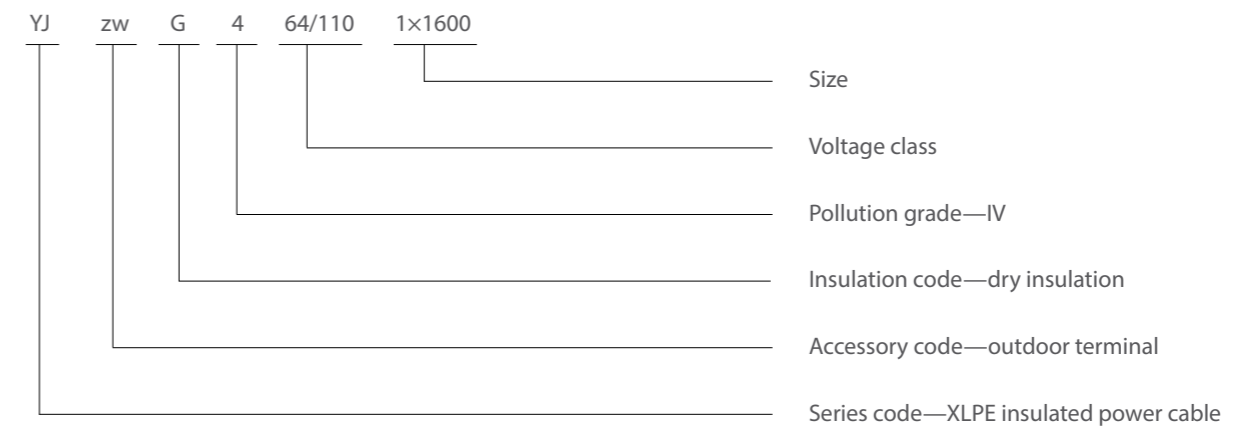 YJ zw G 4 64/110 1×1600
Size
Voltage class
Pollution grade—IV
Insulation code—dry insulation
Accessory code—outdoor terminal
Series code—XLPE insulated power cable